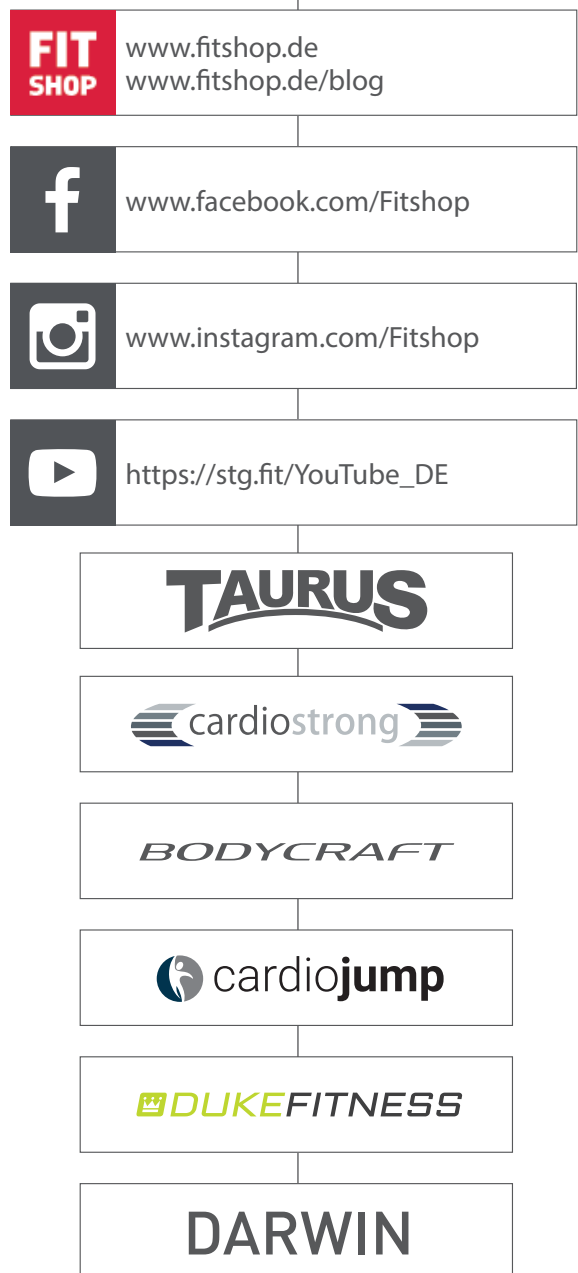 FIT
SHOP
www.fitshop.de
www.fitshop.de/blog
f
www.facebook.com/Fitshop
www.instagram.com/Fitshop
https://stg.fit/YouTube_DE
TAURUS
cardiostrong
BODYCRAFT
cardiojump
DUKEFITNESS
DARWIN